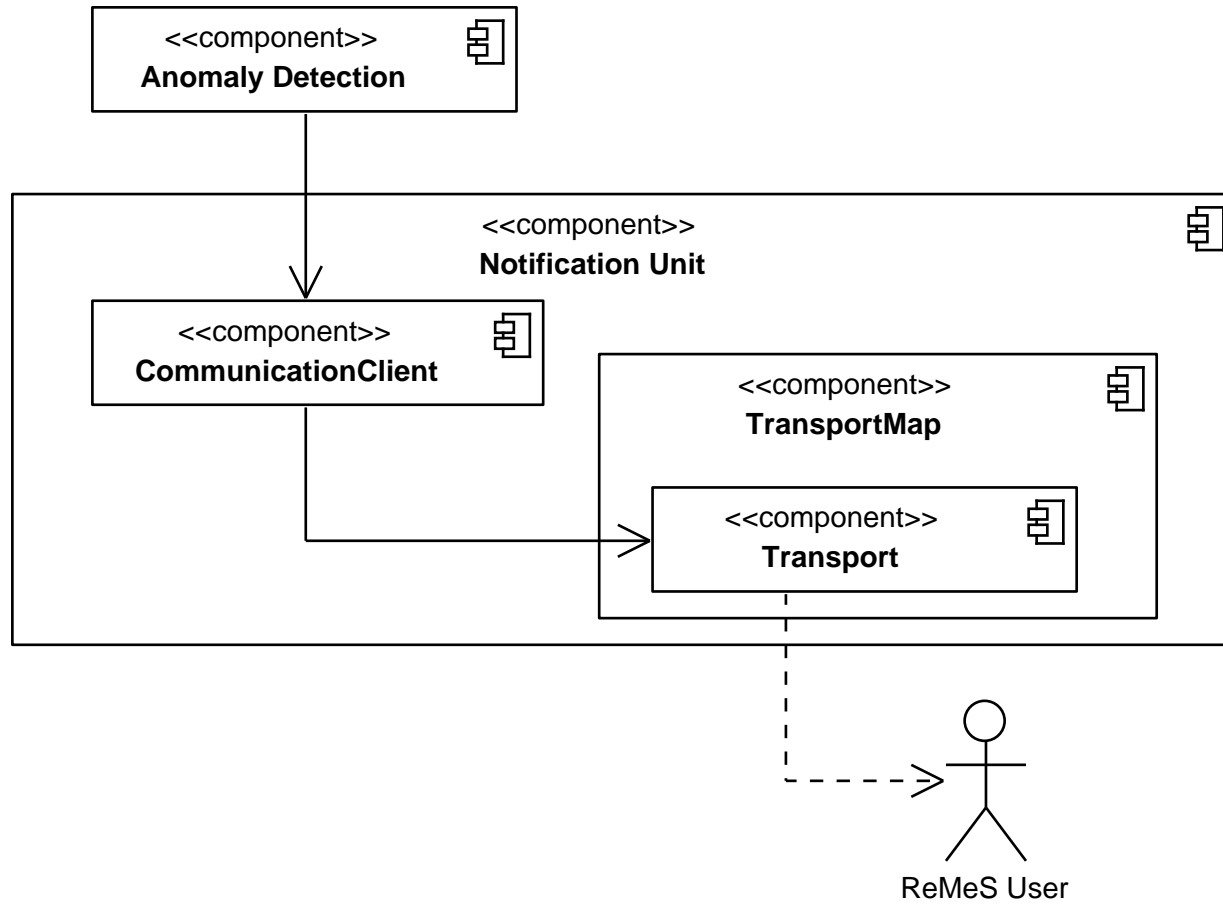 <<component>>
Anomaly Detection
<<component>>
Notification Unit
<<component>>
CommunicationClient
<<component>>
TransportMap
<<component>>
Transport
ReMeS User